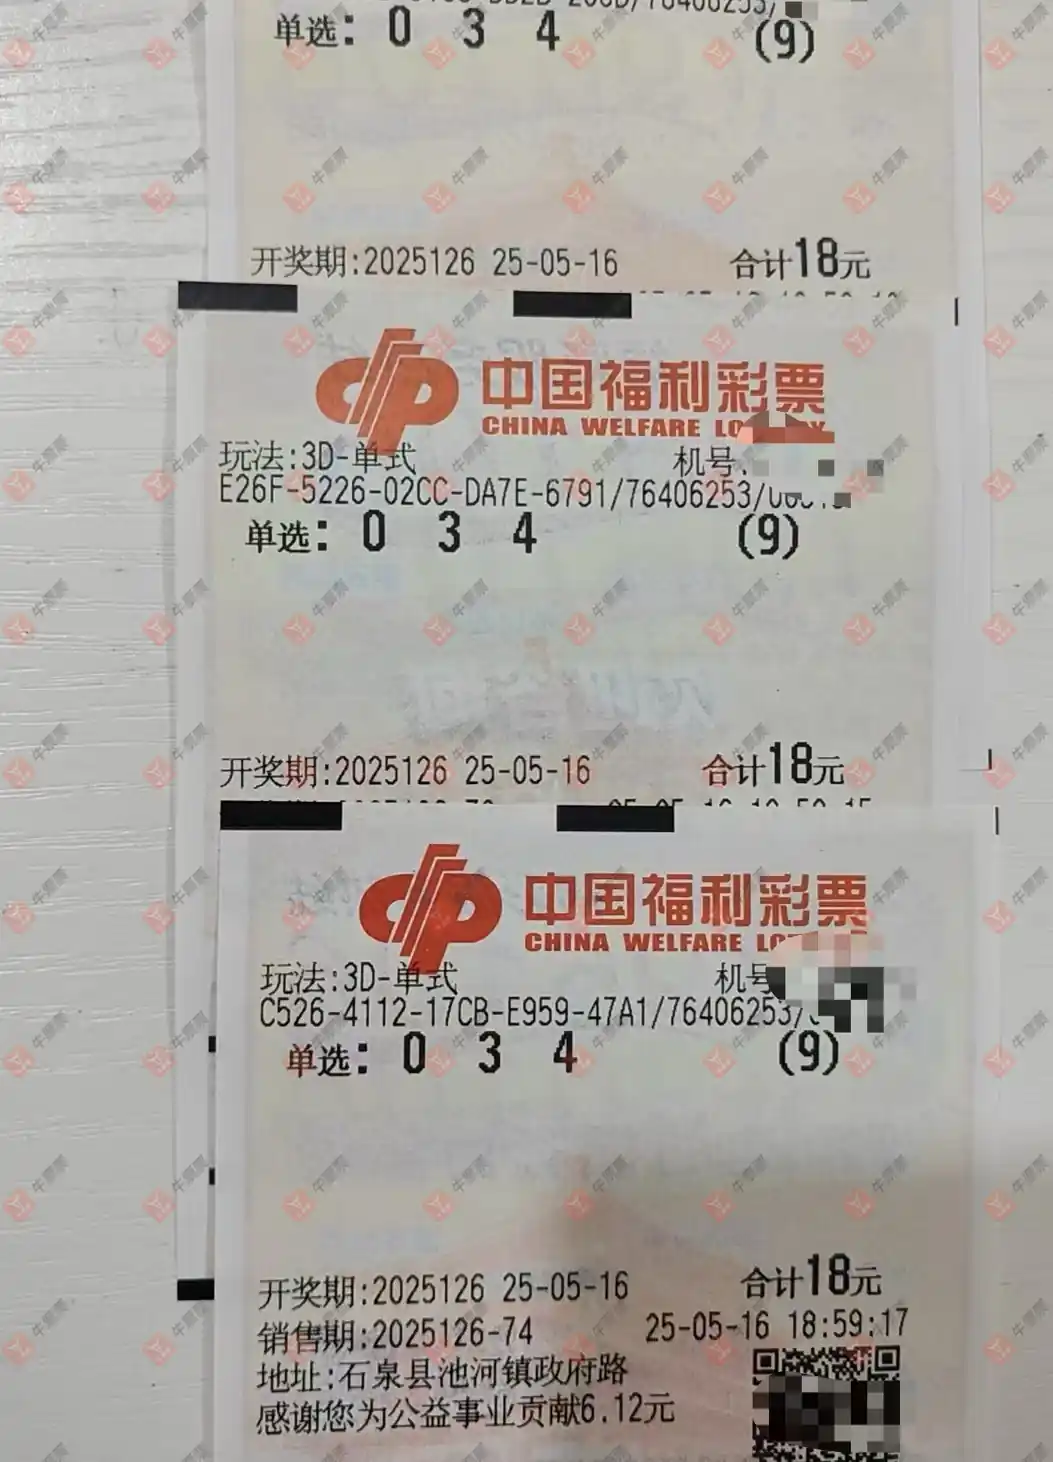 单选: 0 3 4 (9)
开奖期:2025126 25-05-16 合计18元
中国福利彩票
CHINA WELFARE
玩法:3D-单式 机号
E26F-5226-02CC-DA7E-6791/76406253/
单选: 0 3 4 (9)
开奖期:2025126 25-05-16 合计18元
中国福利彩票
CHINA WELFARE
玩法:3D-单式 机号
C526-4112-17CB-E959-47A1/76406253/
单选: 0 3 4 (9)
开奖期:2025126 25-05-16 合计18元
销售期:2025126-74 25-05-16 18:59:17
地址:石泉县池河镇政府路
感谢您为公益事业贡献6.12元